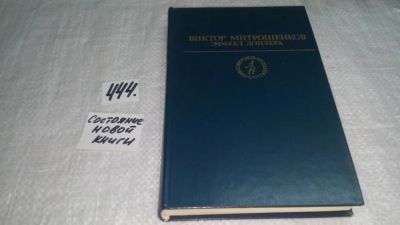 ВИКТОР МИТРОШЕНКОВ
ЭФФЕКТ ДОПЛЕРА
444.
СОСТОЯНИЕ
НОВОЙ
КНИГИ